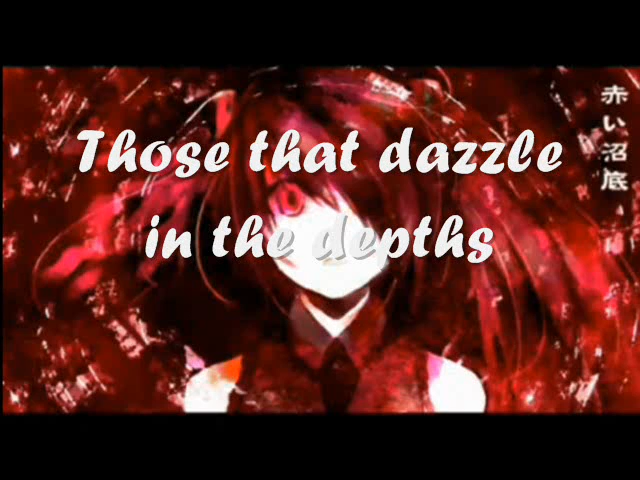 Those that dazzle
in the depths
赤い沼底